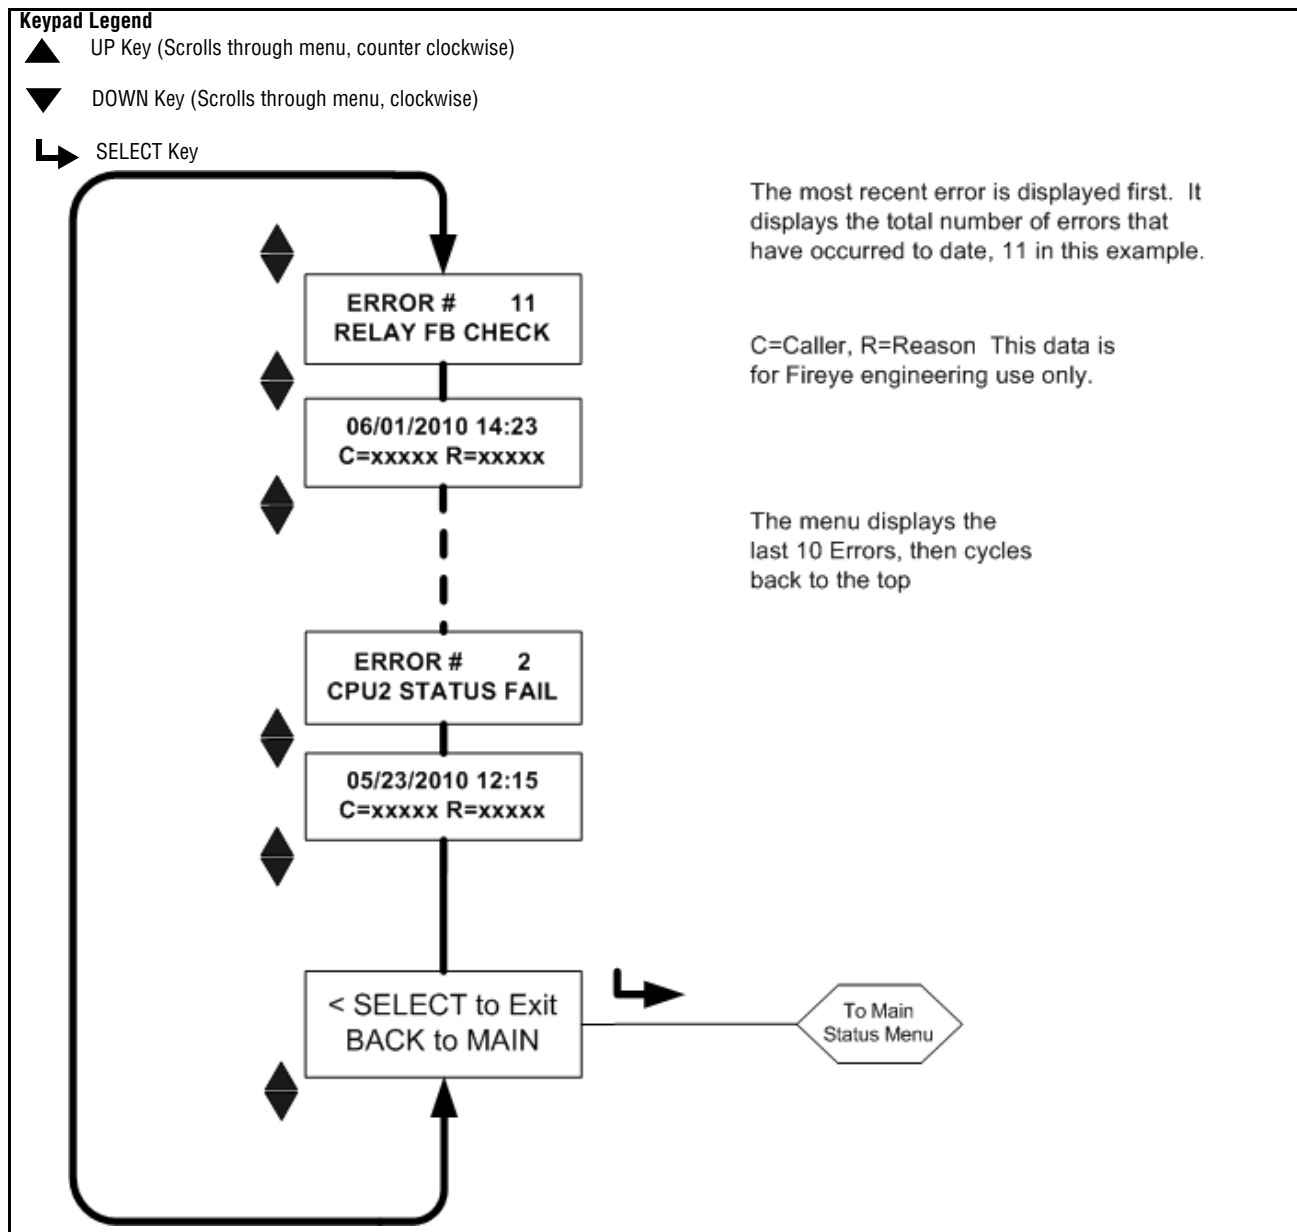 Keypad Legend
UP Key (Scrolls through menu, counter clockwise)
DOWN Key (Scrolls through menu, clockwise)
SELECT Key
The most recent error is displayed first. It
displays the total number of errors that
have occurred to date, 11 in this example.
ERROR # 11
RELAY FB CHECK
C=Caller, R=Reason This data is
for Fireye engineering use only.
06/01/2010 14:23
C=xxxxx R=xxxxx
The menu displays the
last 10 Errors, then cycles
back to the top
ERROR # 2
CPU2 STATUS FAIL
05/23/2010 12:15
C=xxxxx R=xxxxx
< SELECT to Exit
BACK to MAIN
To Main
Status Menu